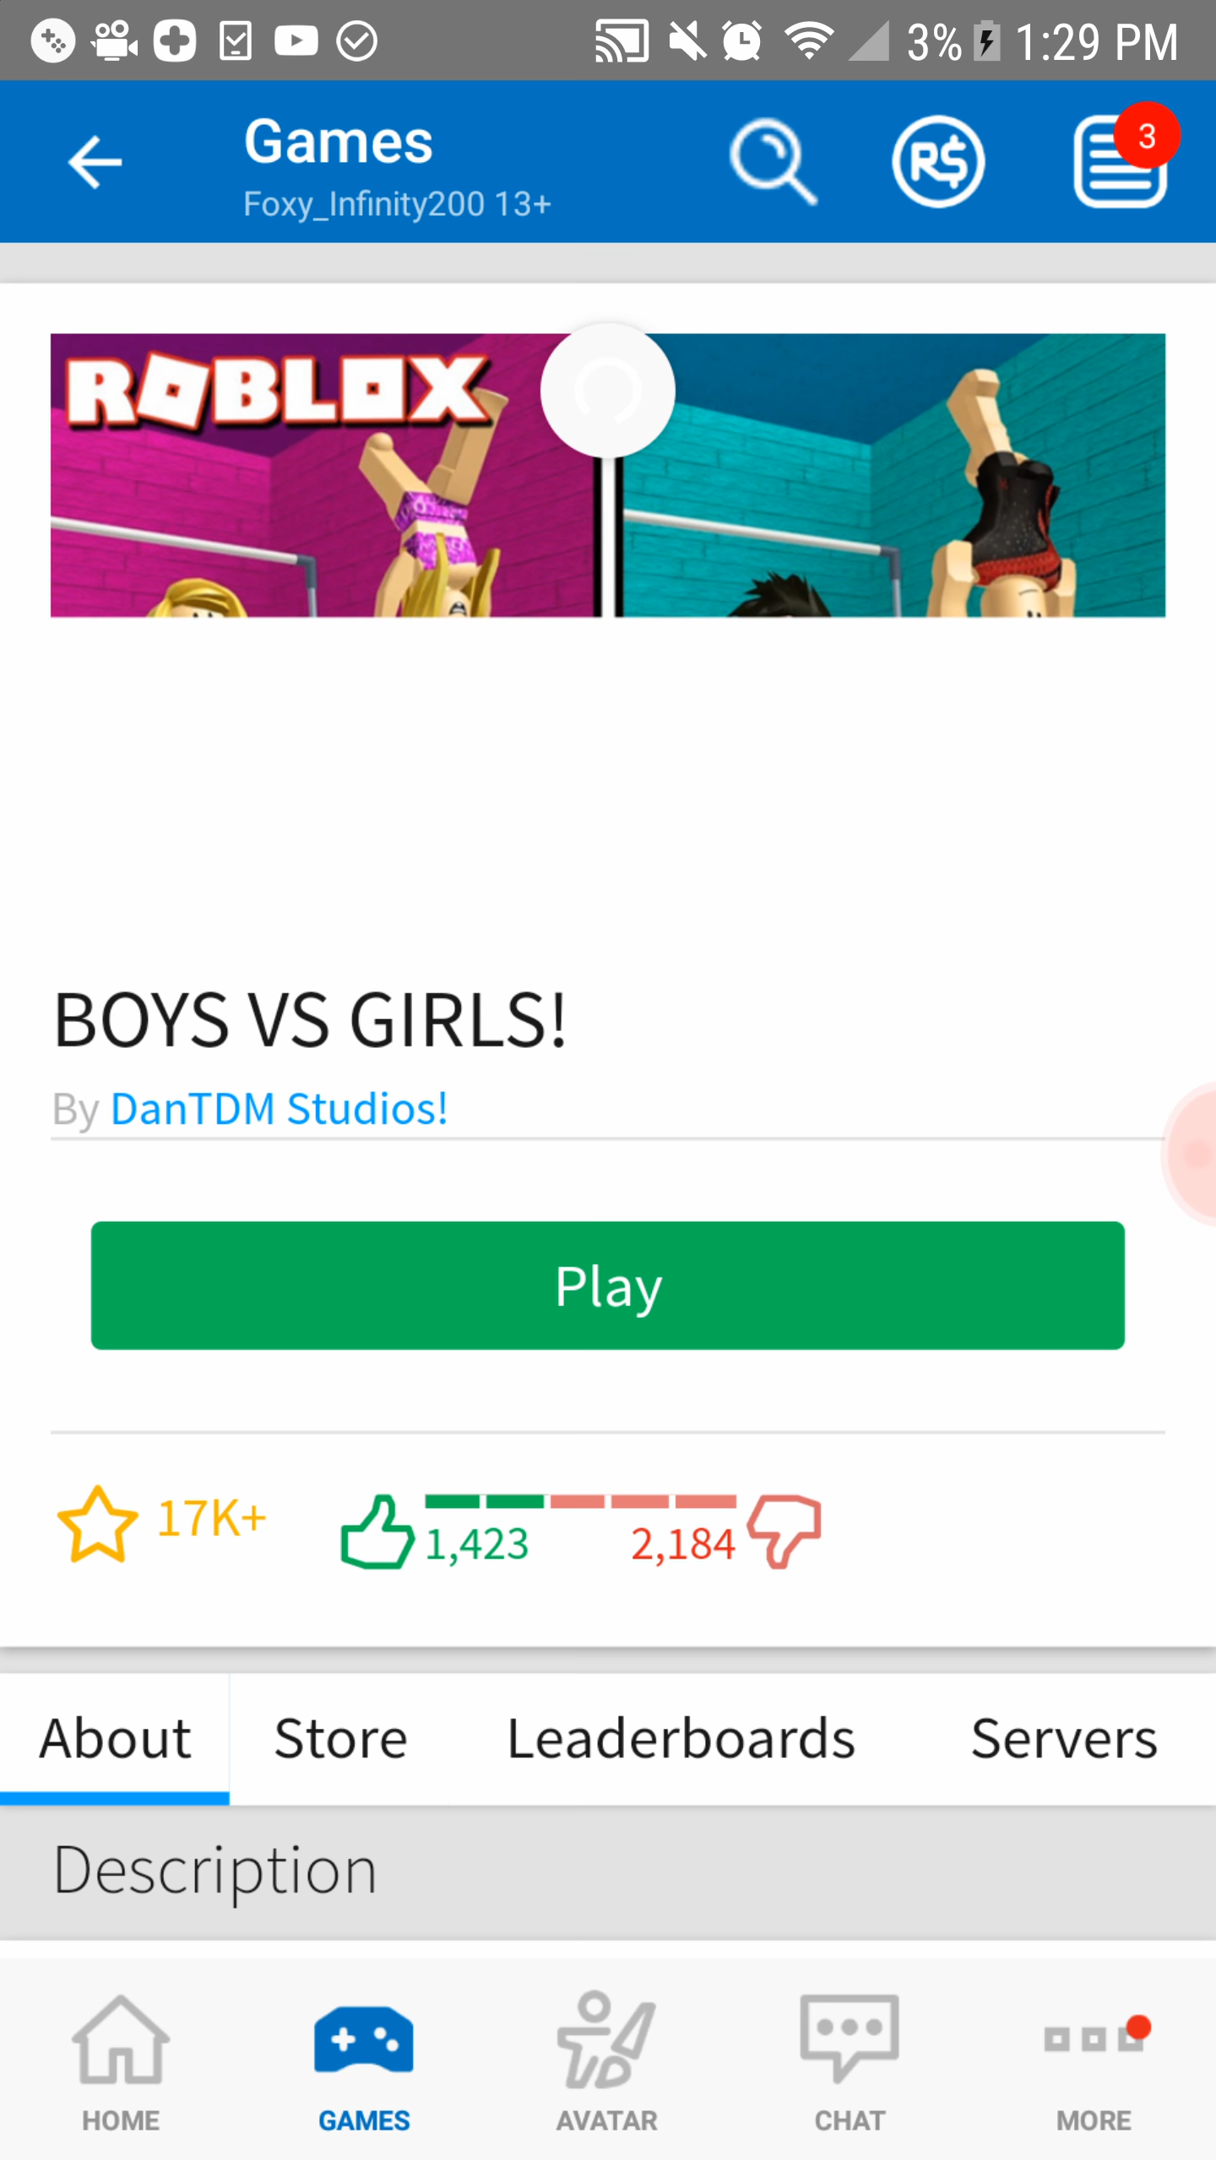 3% 1:29 PM
Games
Foxy_Infinity200 13+
R$
3
ROBLOX
BOYS VS GIRLS!
By DanTDM Studios!
Play
17K+
1,423
2,184
About
Store
Leaderboards
Servers
Description
HOME
GAMES
AVATAR
CHAT
MORE